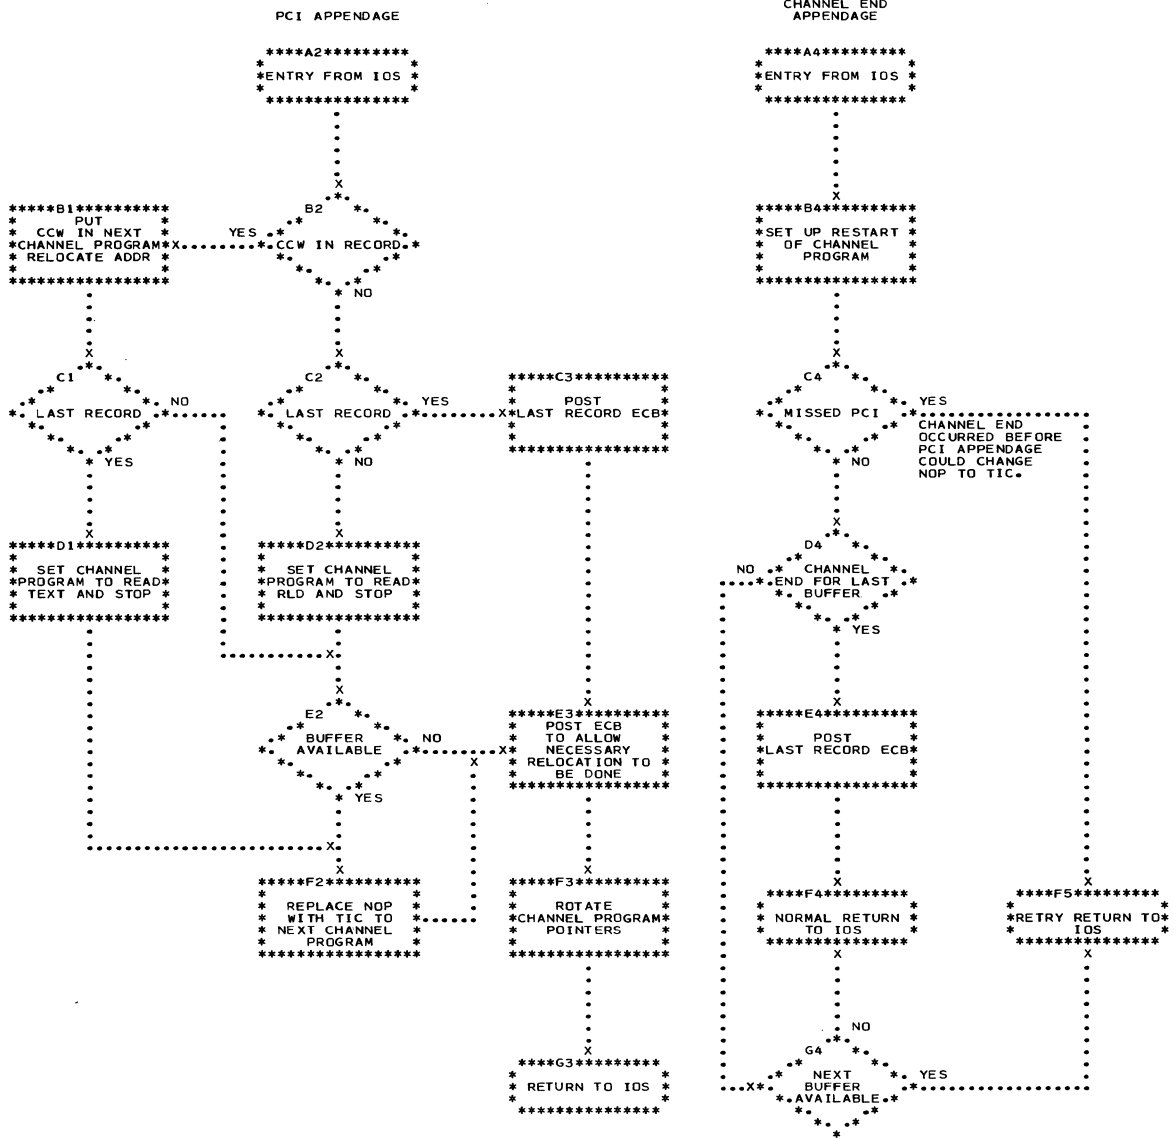 CHANNEL END
PCI APPENDAGE
APPENDAGE
****A2*********
ENTRY FROM IOS
****A4*********
ENTRY FROM IOS
*****B1**********
PUT
CCW IN NEXT
CHANNEL PROGRAM
RELOCATE ADDR
YES
B2
CCW IN RECORD
NO
*****B4**********
SET UP RESTART
OF CHANNEL
PROGRAM
C1
LAST RECORD
NO
YES
C2
LAST RECORD
YES
NO
*****C3**********
POST
LAST RECORD ECB
C4
MISSED PCI
YES
CHANNEL END
OCCURRED BEFORE
PCI APPENDAGE
COULD CHANGE
NOP TO TIC.
NO
*****D1**********
SET CHANNEL
PROGRAM TO READ
TEXT AND STOP
*****D2**********
SET CHANNEL
PROGRAM TO READ
RLD AND STOP
D4
NO
CHANNEL
END FOR LAST
BUFFER
YES
E2
BUFFER
AVAILABLE
NO
YES
*****E3**********
POST ECB
TO ALLOW
NECESSARY
RELOCATION TO
BE DONE
*****E4**********
POST
LAST RECORD ECB
*****F2**********
REPLACE NOP
WITH TIC TO
NEXT CHANNEL
PROGRAM
*****F3**********
ROTATE
CHANNEL PROGRAM
POINTERS
****F4*********
NORMAL RETURN
TO IOS
****F5*********
RETRY RETURN TO
IOS
****G3*********
RETURN TO IOS
NO
G4
NEXT
BUFFER
AVAILABLE
YES